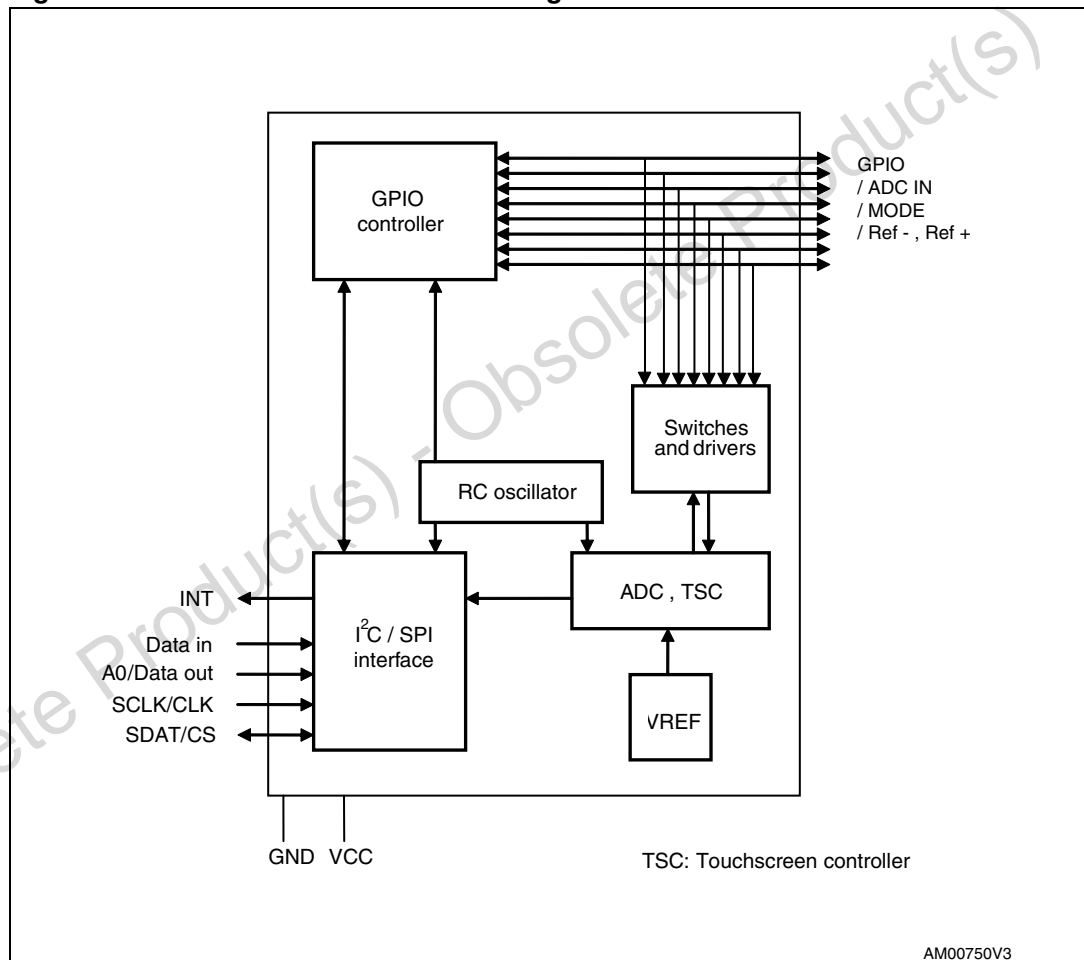 GPIO
controller
GPIO
/ ADC IN
/ MODE
/ Ref - , Ref +
Switches
and drivers
RC oscillator
ADC , TSC
I2C / SPI
interface
VREF
INT
Data in
A0/Data out
SCLK/CLK
SDAT/CS
GND VCC
TSC: Touchscreen controller
AM00750V3
ete Product(s) - Obsolete Product(s)